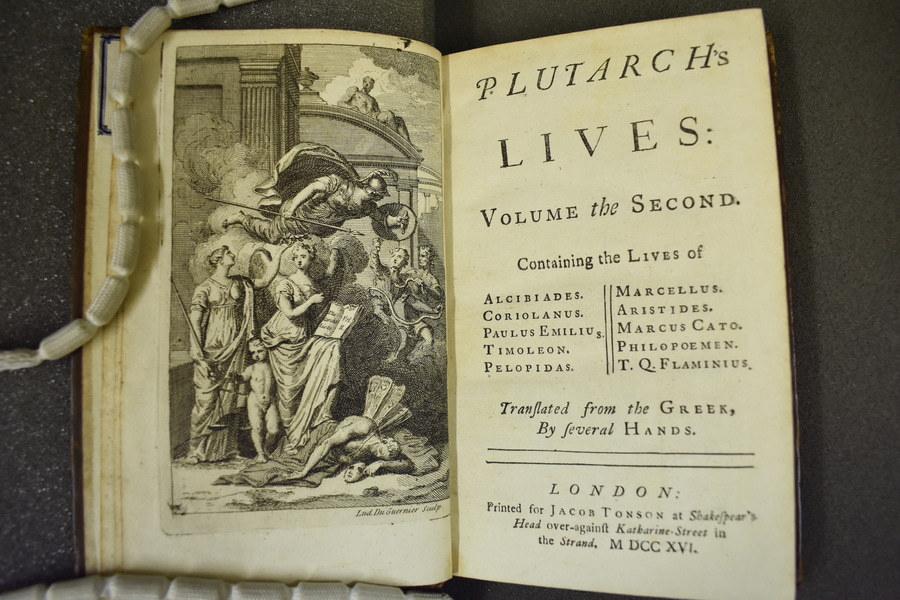 Lud. Du Guernier Sculp
PLUTARCH's
LIVES:
VOLUME the SECOND.
Containing the LIVES of
ALCIBIADES.
CORIOLANUS.
PAULUS EMILIUS.
TIMOLEON.
PELOPIDAS.
MARCELLUS.
ARISTIDES.
MARCUS CATO.
PHILOPOEMEN.
T. Q. FLAMINIUS.
Tranſlated from the GREEK,
By ſeveral HANDS.
LONDON:
Printed for JACOB TONSON at Shakeſpear's
Head over-againſt Katharine-Street in
the Strand. M DCC XVI.